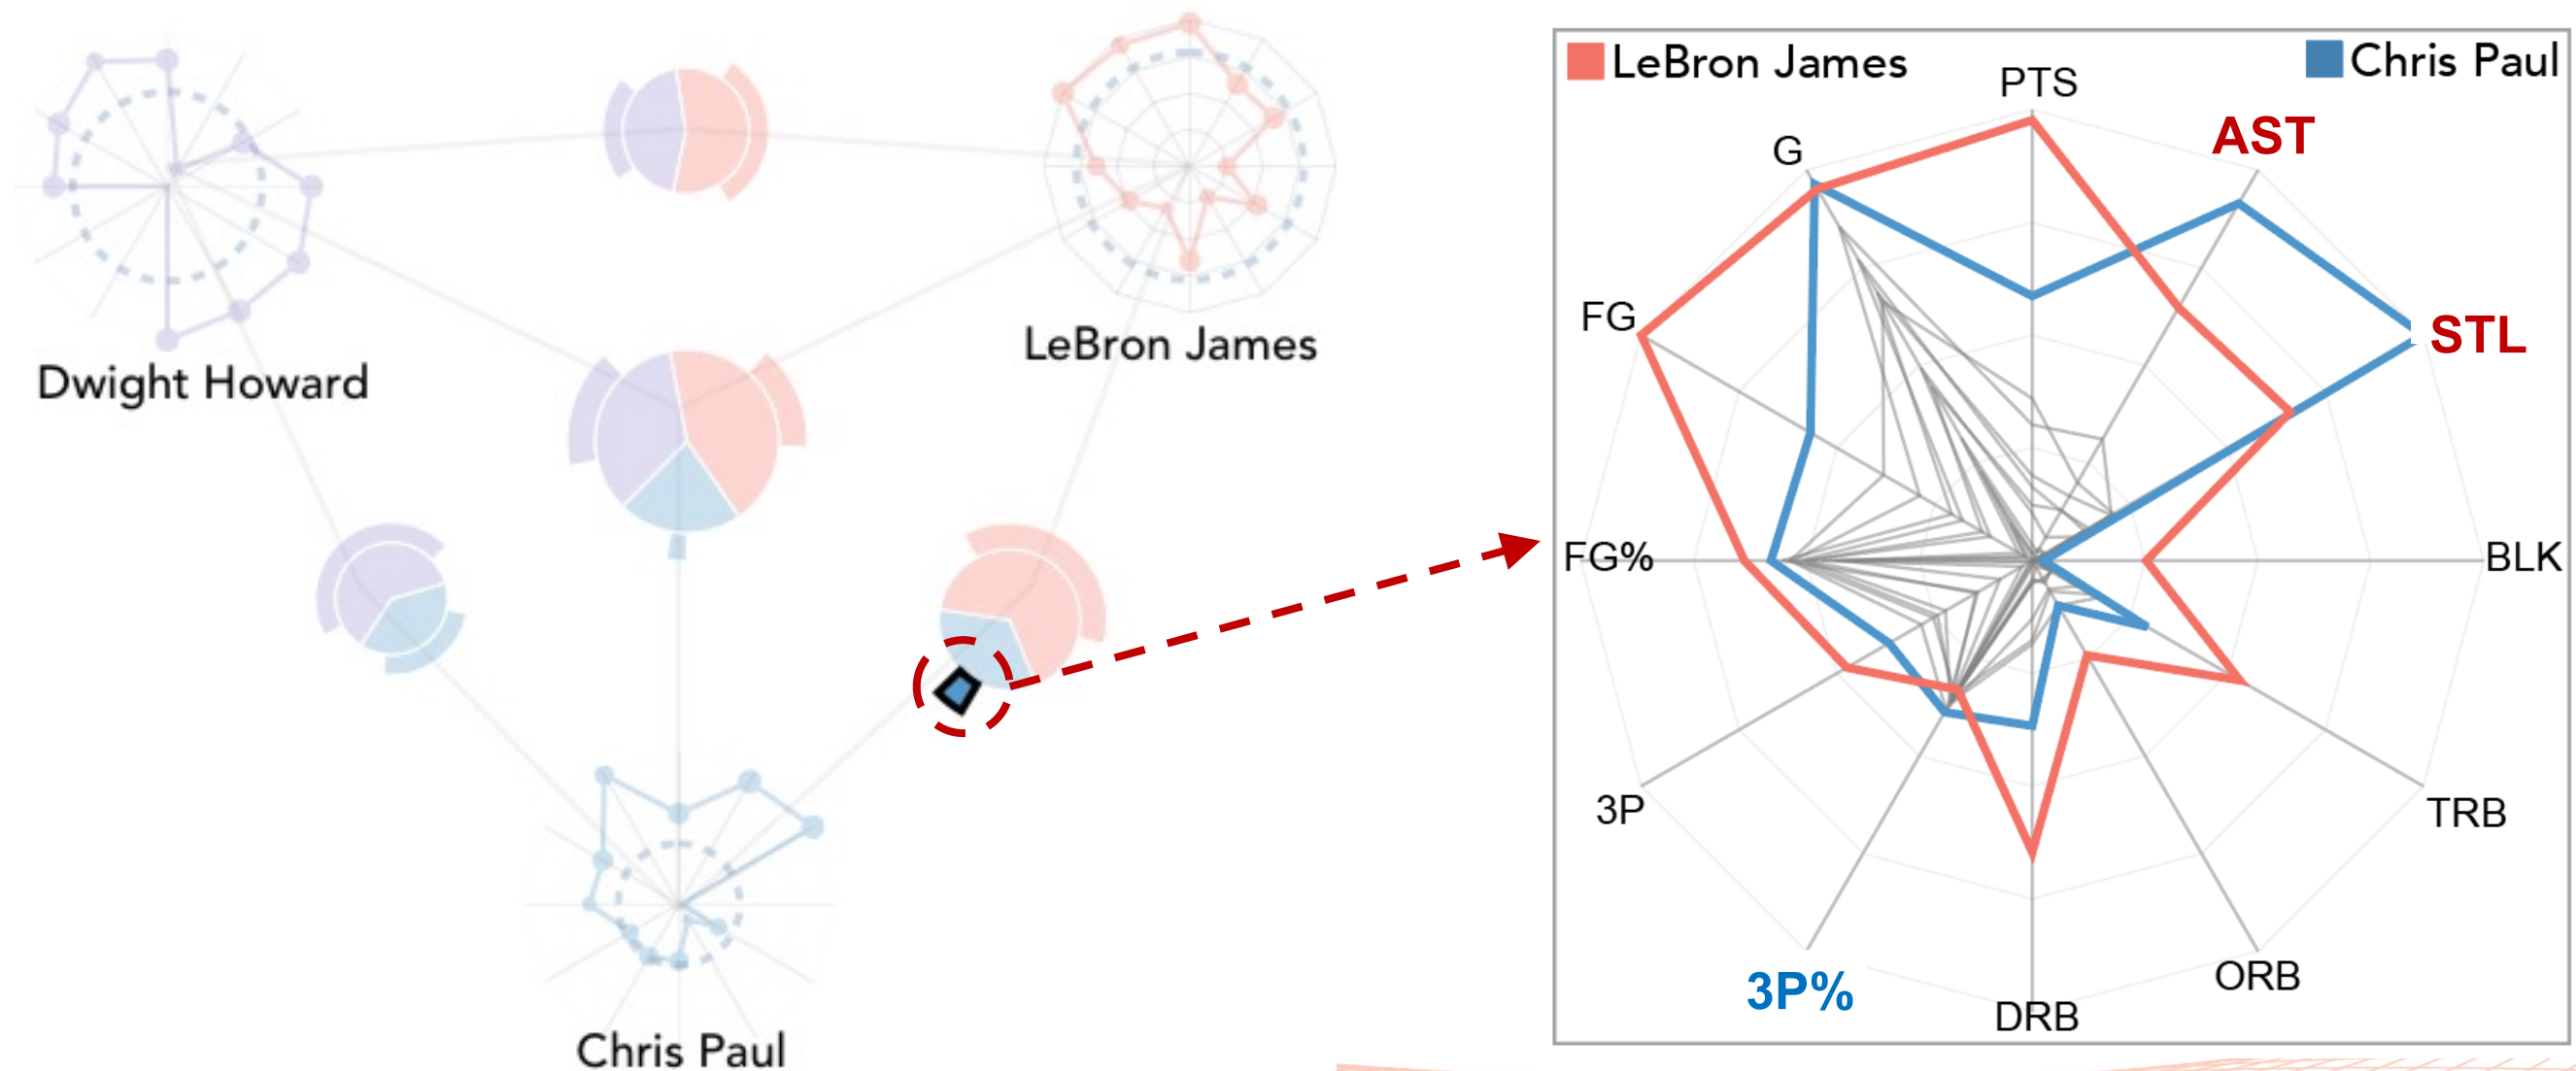 LeBron James
Chris Paul
PTS
AST
G
STL
FG
LeBron James
Dwight Howard
FG%
BLK
3P
TRB
3P%
ORB
DRB
Chris Paul